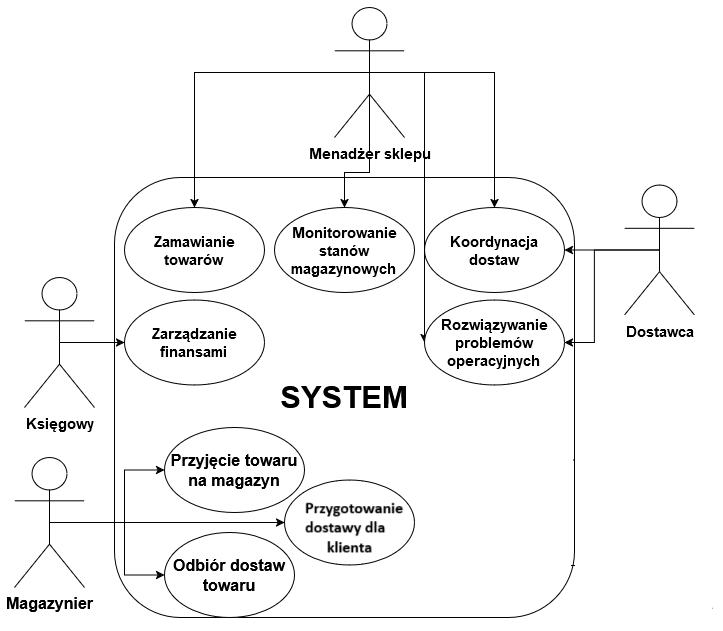 Menadżer sklepu
Zamawianie
towarów
Monitorowanie
stanów
magazynowych
Koordynacja
dostaw
Dostawca
Zarządzanie
finansami
Rozwiązywanie
problemów
operacyjnych
Księgowy
SYSTEM
Przyjęcie towaru
na magazyn
Przygotowanie
dostawy dla
klienta
Odbiór dostaw
towaru
Magazynier